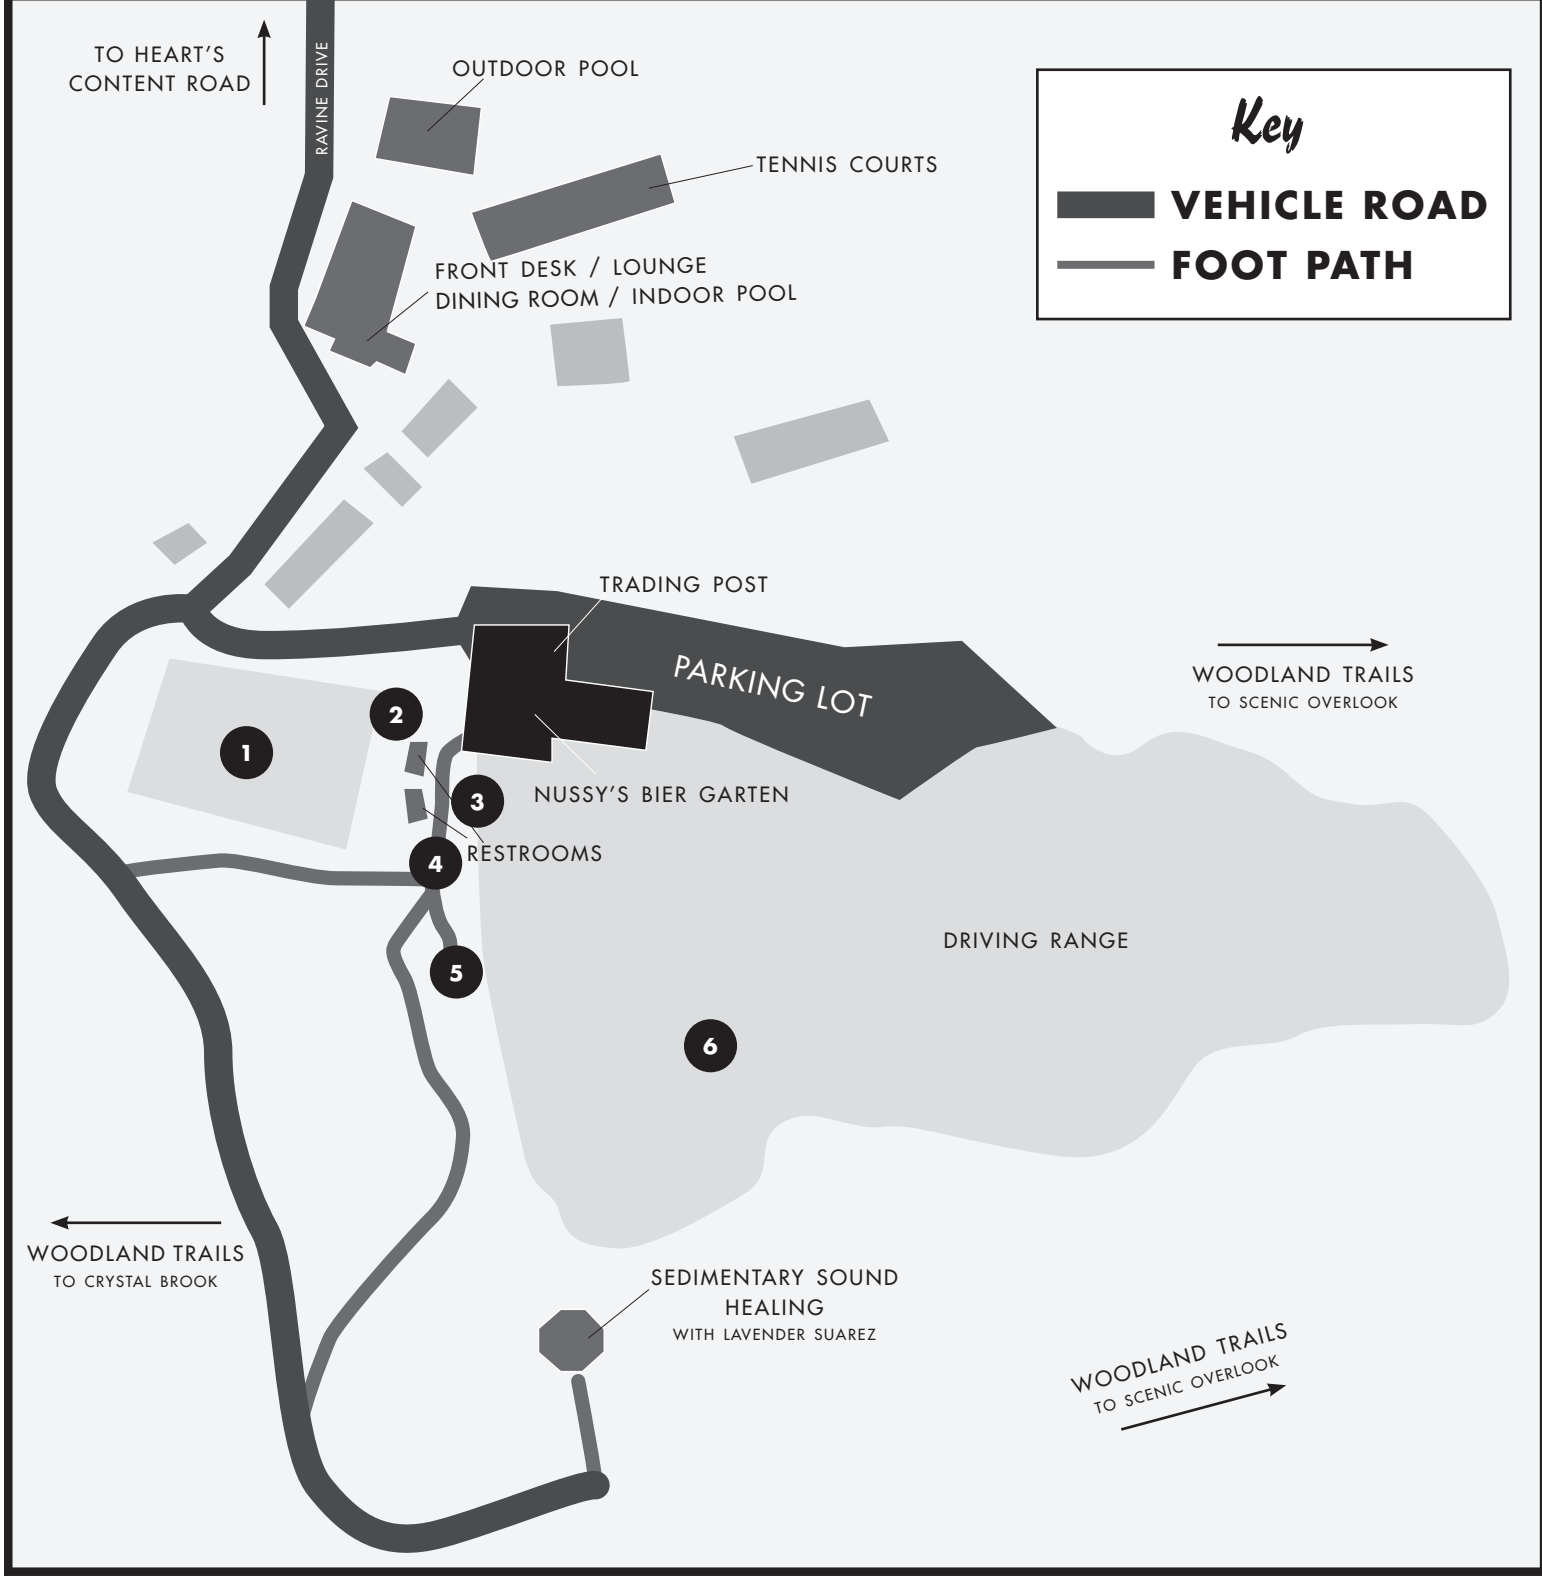 TO HEART'S
CONTENT ROAD
RAVINE DRIVE
OUTDOOR POOL
TENNIS COURTS
FRONT DESK / LOUNGE
DINING ROOM / INDOOR POOL
Key
VEHICLE ROAD
FOOT PATH
TRADING POST
PARKING LOT
WOODLAND TRAILS
TO SCENIC OVERLOOK
1
2
3
NUSSY'S BIER GARTEN
4
RESTROOMS
5
DRIVING RANGE
6
WOODLAND TRAILS
TO CRYSTAL BROOK
SEDIMENTARY SOUND
HEALING
WITH LAVENDER SUAREZ
WOODLAND TRAILS
TO SCENIC OVERLOOK